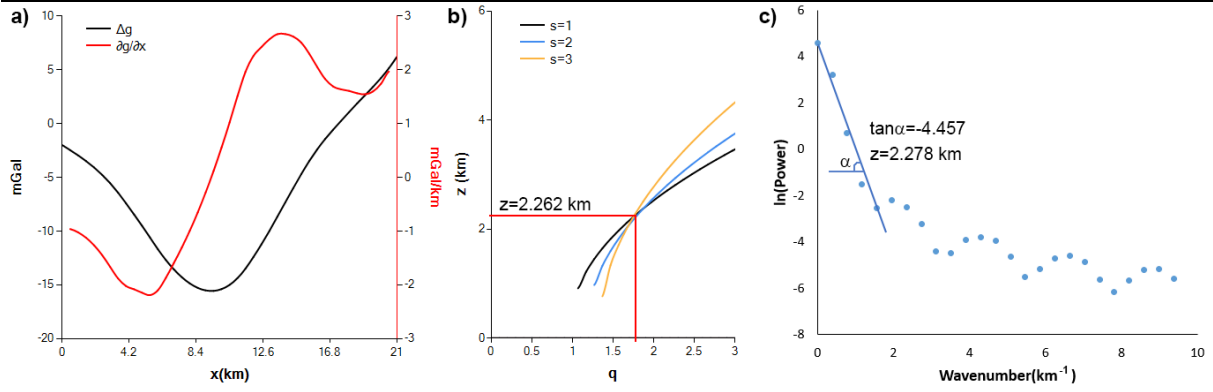 a)
10
5
0
-5
-10
-15
-20
mGal
Δg
∂g/∂x
3
2
1
0
-1
-2
-3
mGal/km
0
4.2
8.4
12.6
16.8
21
x(km)
b)
6
4
2
0
z (km)
s=1
s=2
s=3
z=2.262 km
0
0.5
1
1.5
2
2.5
3
q
c)
6
4
2
0
-2
-4
-6
-8
ln(Power)
tanα=-4.457
z=2.278 km
α
0
2
4
6
8
10
Wavenumber(km⁻¹)